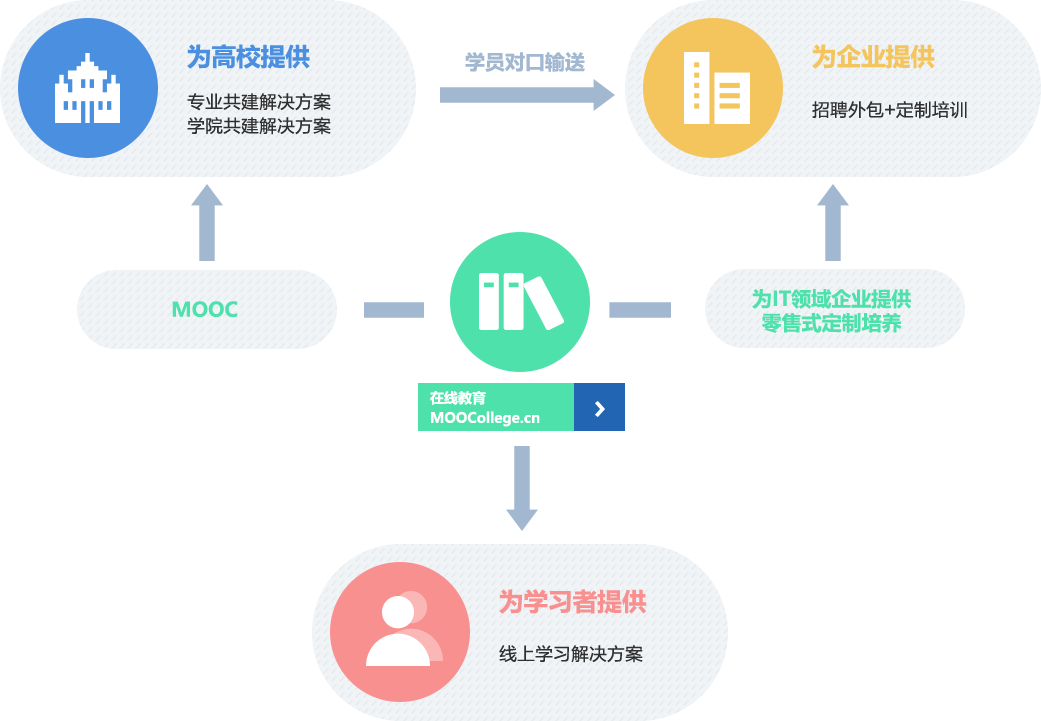 为高校提供
专业共建解决方案
学院共建解决方案
学员对口输送
为企业提供
招聘外包+定制培训
MOOC
为IT领域企业提供
零售式定制培养
在线教育
MOOCollege.cn
为学习者提供
线上学习解决方案